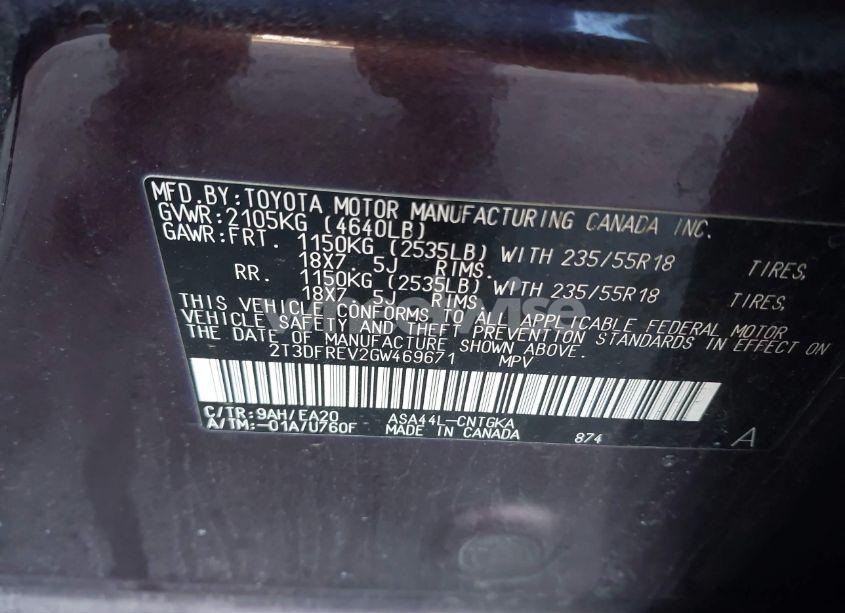 MFD.BY:TOYOTA MOTOR MANUFACTURING CANADA INC.
GVWR:2105KG (4640LB)
GAWR:FRT. 1150KG (2535LB) WITH 235/55R18 TIRES,
18X7. 5J RIMS.
RR. 1150KG (2535LB) WITH 235/55R18 TIRES,
18X7. 5J RIMS.
THIS VEHICLE CONFORMS TO ALL APPLICABLE FEDERAL MOTOR
VEHICLE SAFETY AND THEFT PREVENTION STANDARDS IN EFFECT ON
THE DATE OF MANUFACTURE SHOWN ABOVE.
2T3DFREV2GW469671 MPV
C/TR:9AH/EA20 ASA44L-CNTGKA
A/TM:-01A/U760F MADE IN CANADA 874 A